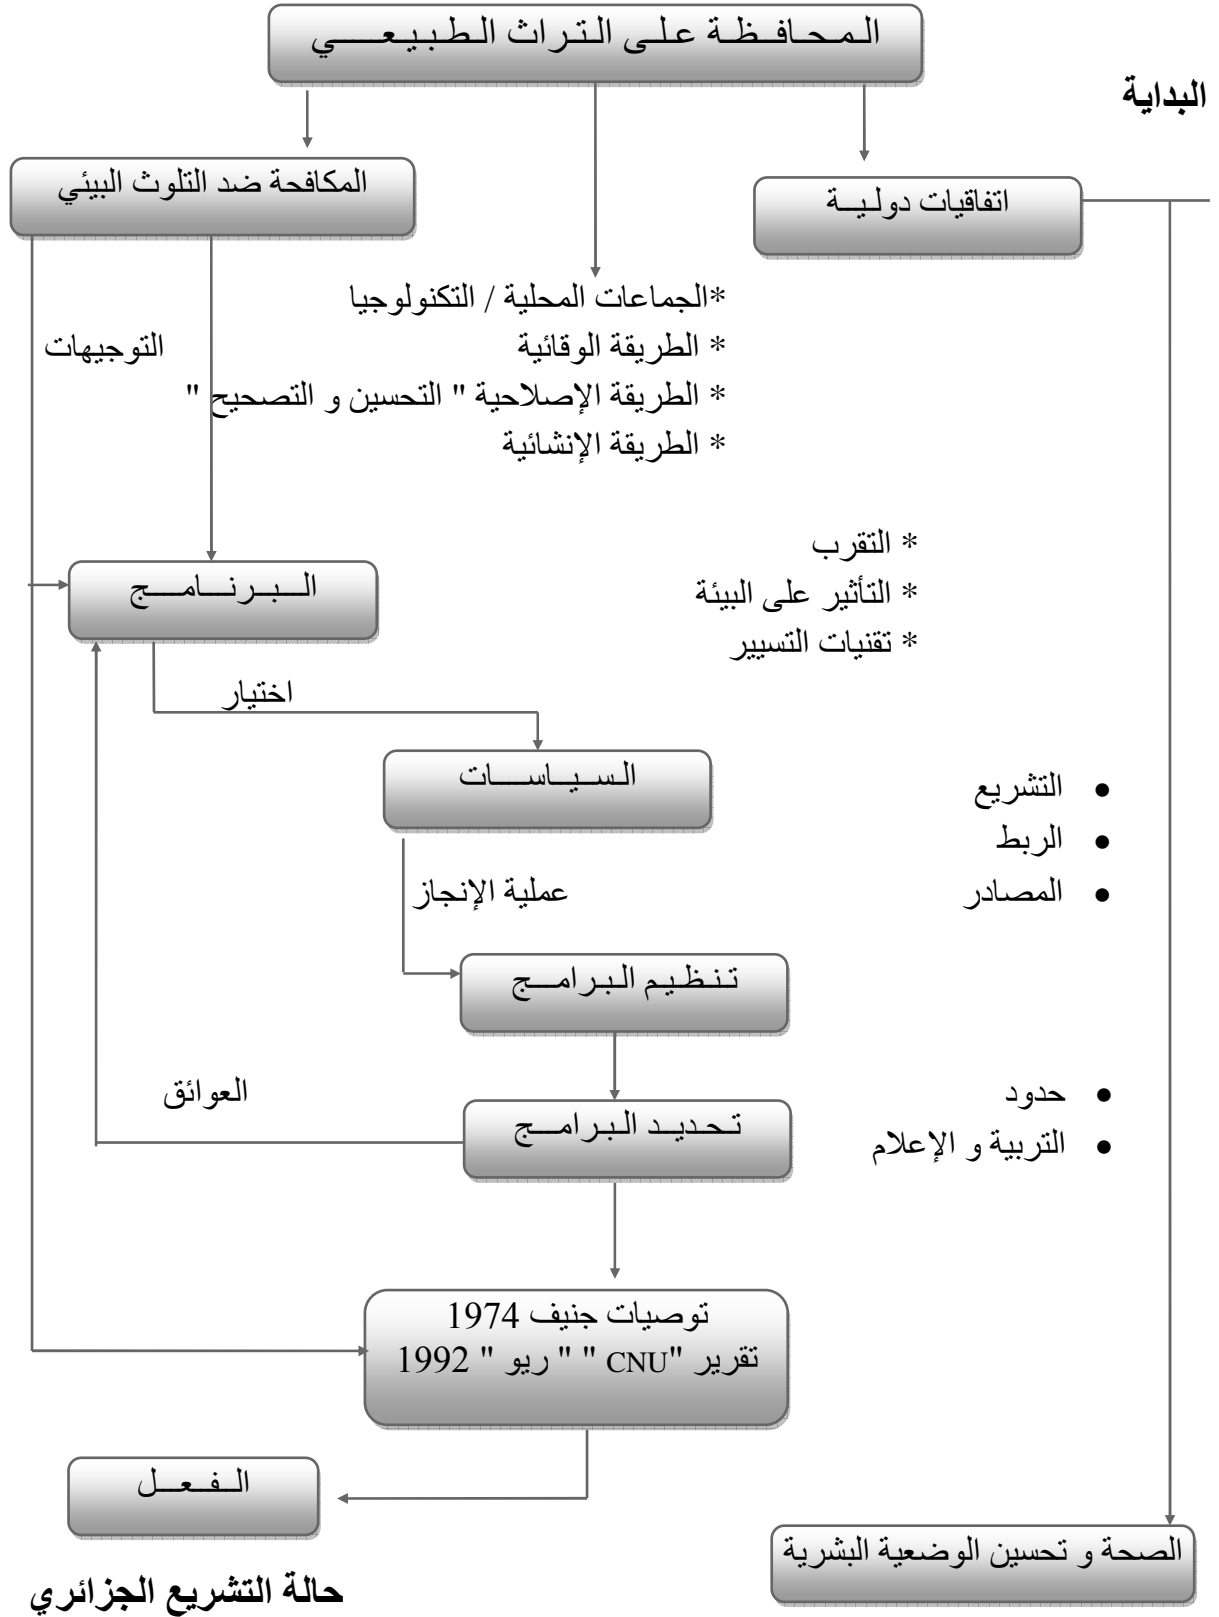 المحافظة على التراث الطبيعي
البداية
المكافحة ضد التلوث البيئي
اتفاقيات دولية
*الجماعات المحلية / التكنولوجيا
* الطريقة الوقائية
* الطريقة الإصلاحية " التحسين و التصحيح "
* الطريقة الإنشائية
التوجيهات
* التقرب
* التأثير على البيئة
* تقنيات التسيير
البرنامج
اختيار
السياسات
• التشريع
• الربط
• المصادر
عملية الإنجاز
تنظيم البرامج
العوائق
• حدود
• التربية و الإعلام
تحديد البرامج
توصيات جنيف 1974
تقرير "CNU " " ريو " 1992
الفعل
الصحة و تحسين الوضعية البشرية
حالة التشريع الجزائري